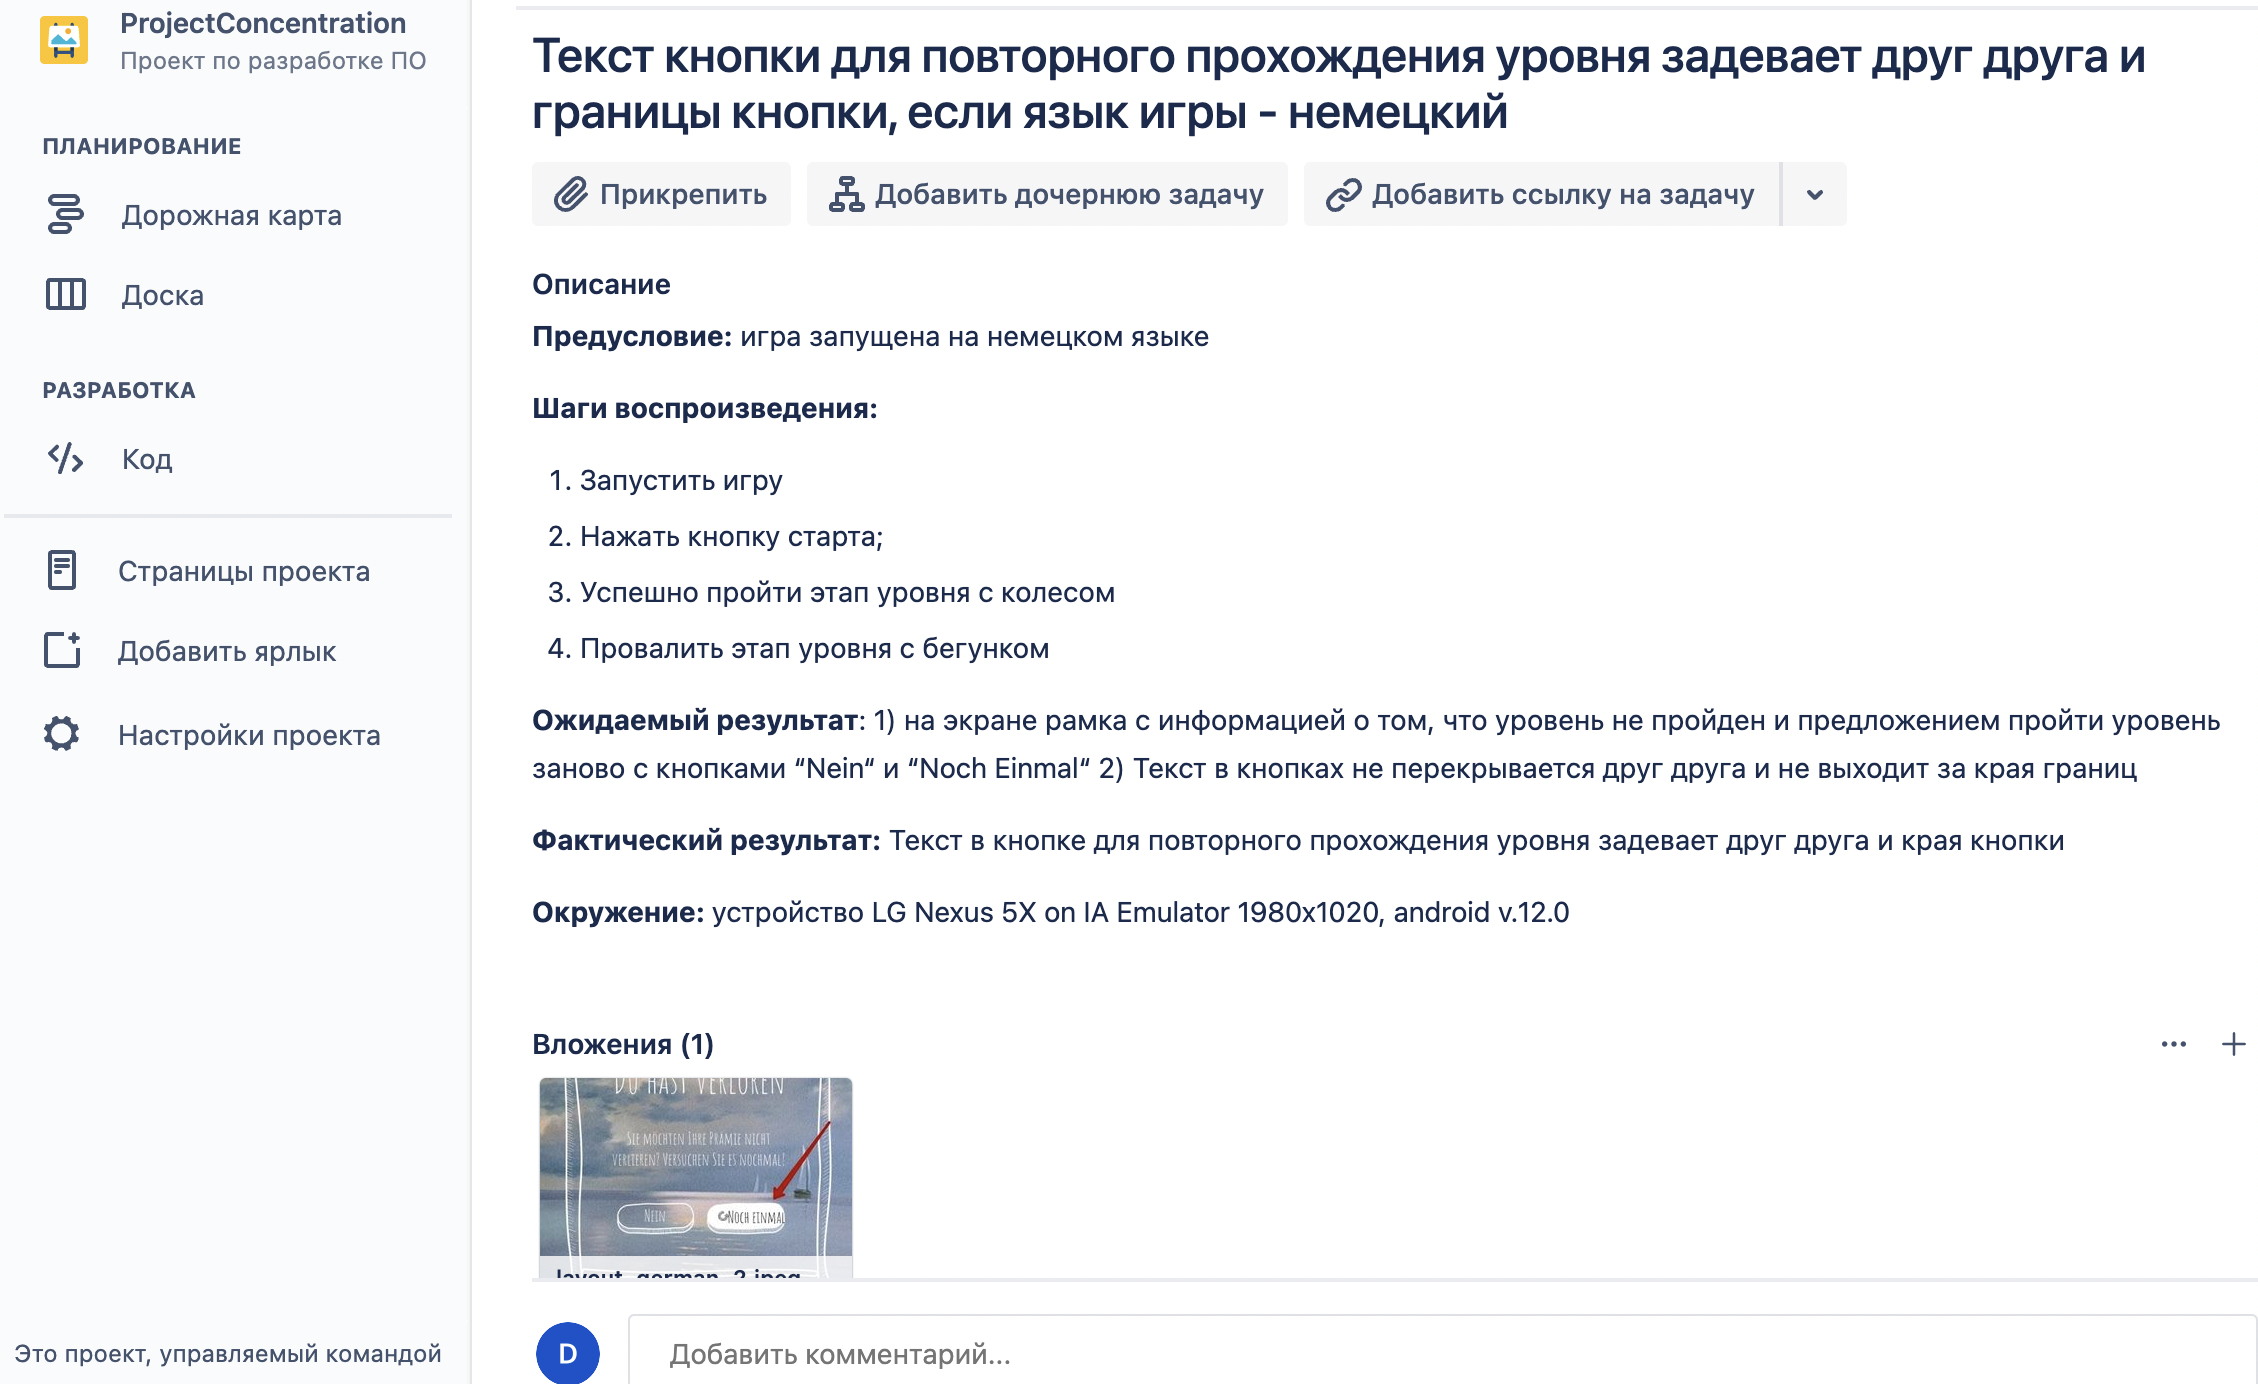 ProjectConcentration
Проект по разработке ПО
ПЛАНИРОВАНИЕ
Дорожная карта
Доска
РАЗРАБОТКА
Код
Страницы проекта
Добавить ярлык
Настройки проекта
Это проект, управляемый командой
Текст кнопки для повторного прохождения уровня задевает друг друга и
границы кнопки, если язык игры - немецкий
Прикрепить
Добавить дочернюю задачу
Добавить ссылку на задачу
Описание
Предусловие: игра запущена на немецком языке
Шаги воспроизведения:
1. Запустить игру
2. Нажать кнопку старта;
3. Успешно пройти этап уровня с колесом
4. Провалить этап уровня с бегунком
Ожидаемый результат: 1) на экране рамка с информацией о том, что уровень не пройден и предложением пройти уровень
заново с кнопками “Nein“ и “Noch Einmal“ 2) Текст в кнопках не перекрывается друг друга и не выходит за края границ
Фактический результат: Текст в кнопке для повторного прохождения уровня задевает друг друга и края кнопки
Окружение: устройство LG Nexus 5X on IA Emulator 1980x1020, android v.12.0
Вложения (1)
DU HAST VERLOREN
SIE MÖCHTEN IHRE PRÄMIE NICHT
VERLIEREN? VERSUCHEN SIE ES NOCHMAL!
NEIN
NOCH EINMAL
layout_german_2.jpeg
D
Добавить комментарий...